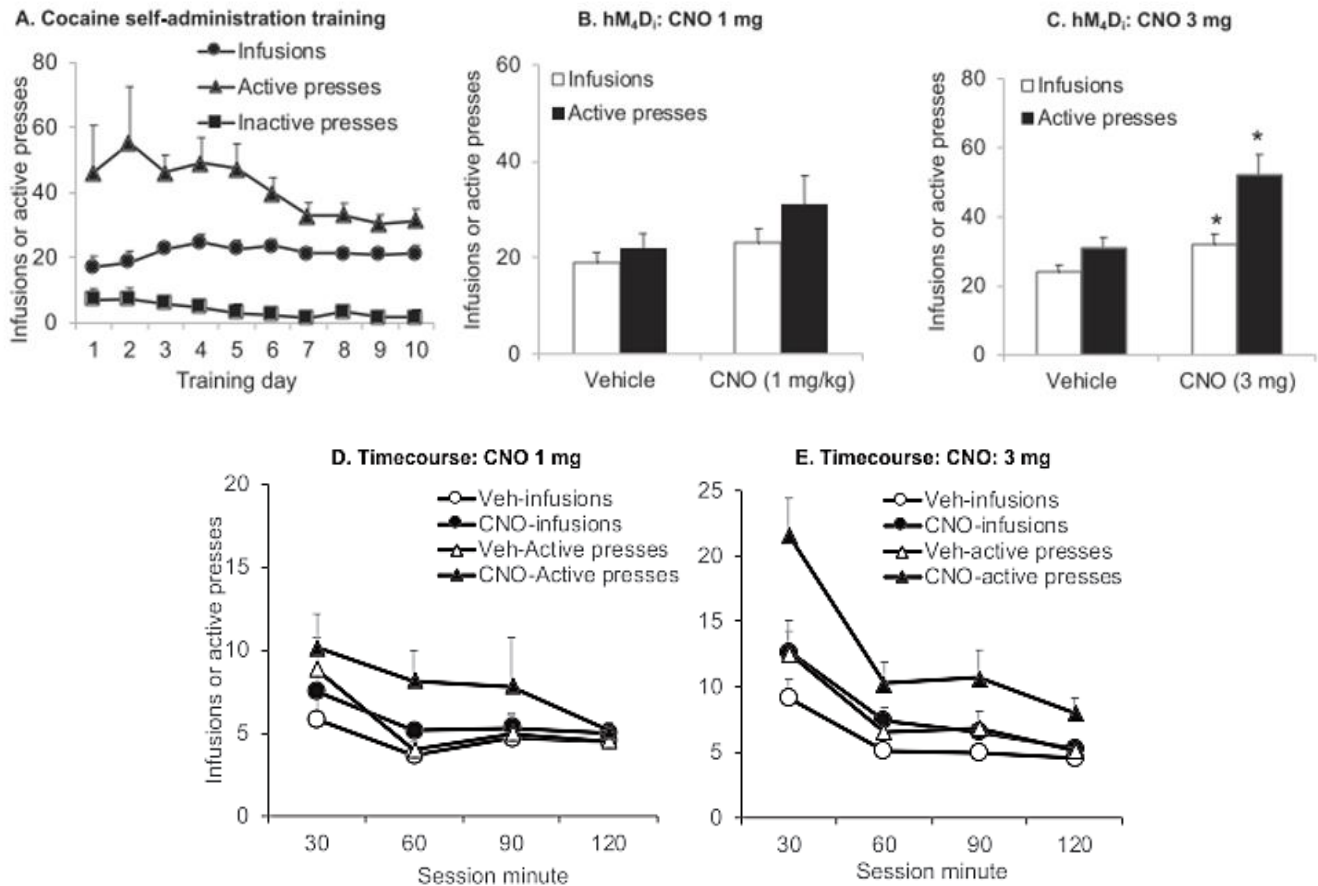 A. Cocaine self-administration training
Infusions or active presses
80
60
40
20
0
Infusions
Active presses
Inactive presses
1 2 3 4 5 6 7 8 9 10
Training day
B. hM₄Dᵢ: CNO 1 mg
Infusions or active presses
60
40
20
0
Infusions
Active presses
Vehicle CNO (1 mg/kg)
C. hM₄Dᵢ: CNO 3 mg
Infusions or active presses
80
60
40
20
0
Infusions
Active presses
* *
Vehicle CNO (3 mg)
D. Timecourse: CNO 1 mg
Infusions or active presses
20
15
10
5
0
Veh-infusions
CNO-infusions
Veh-Active presses
CNO-Active presses
30 60 90 120
Session minute
E. Timecourse: CNO: 3 mg
25
20
15
10
5
0
Veh-infusions
CNO-infusions
Veh-active presses
CNO-active presses
30 60 90 120
Session minute